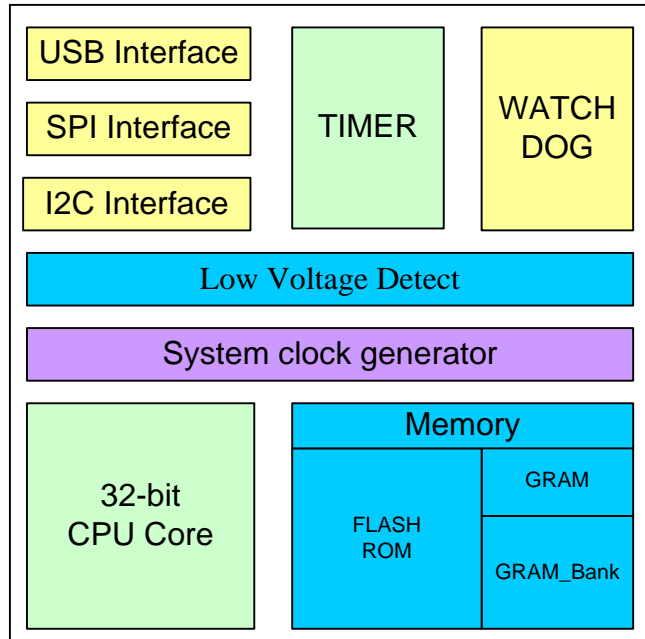 USB Interface
SPI Interface
I2C Interface
TIMER
WATCH
DOG
Low Voltage Detect
System clock generator
32-bit
CPU Core
Memory
FLASH
ROM
GRAM
GRAM_Bank